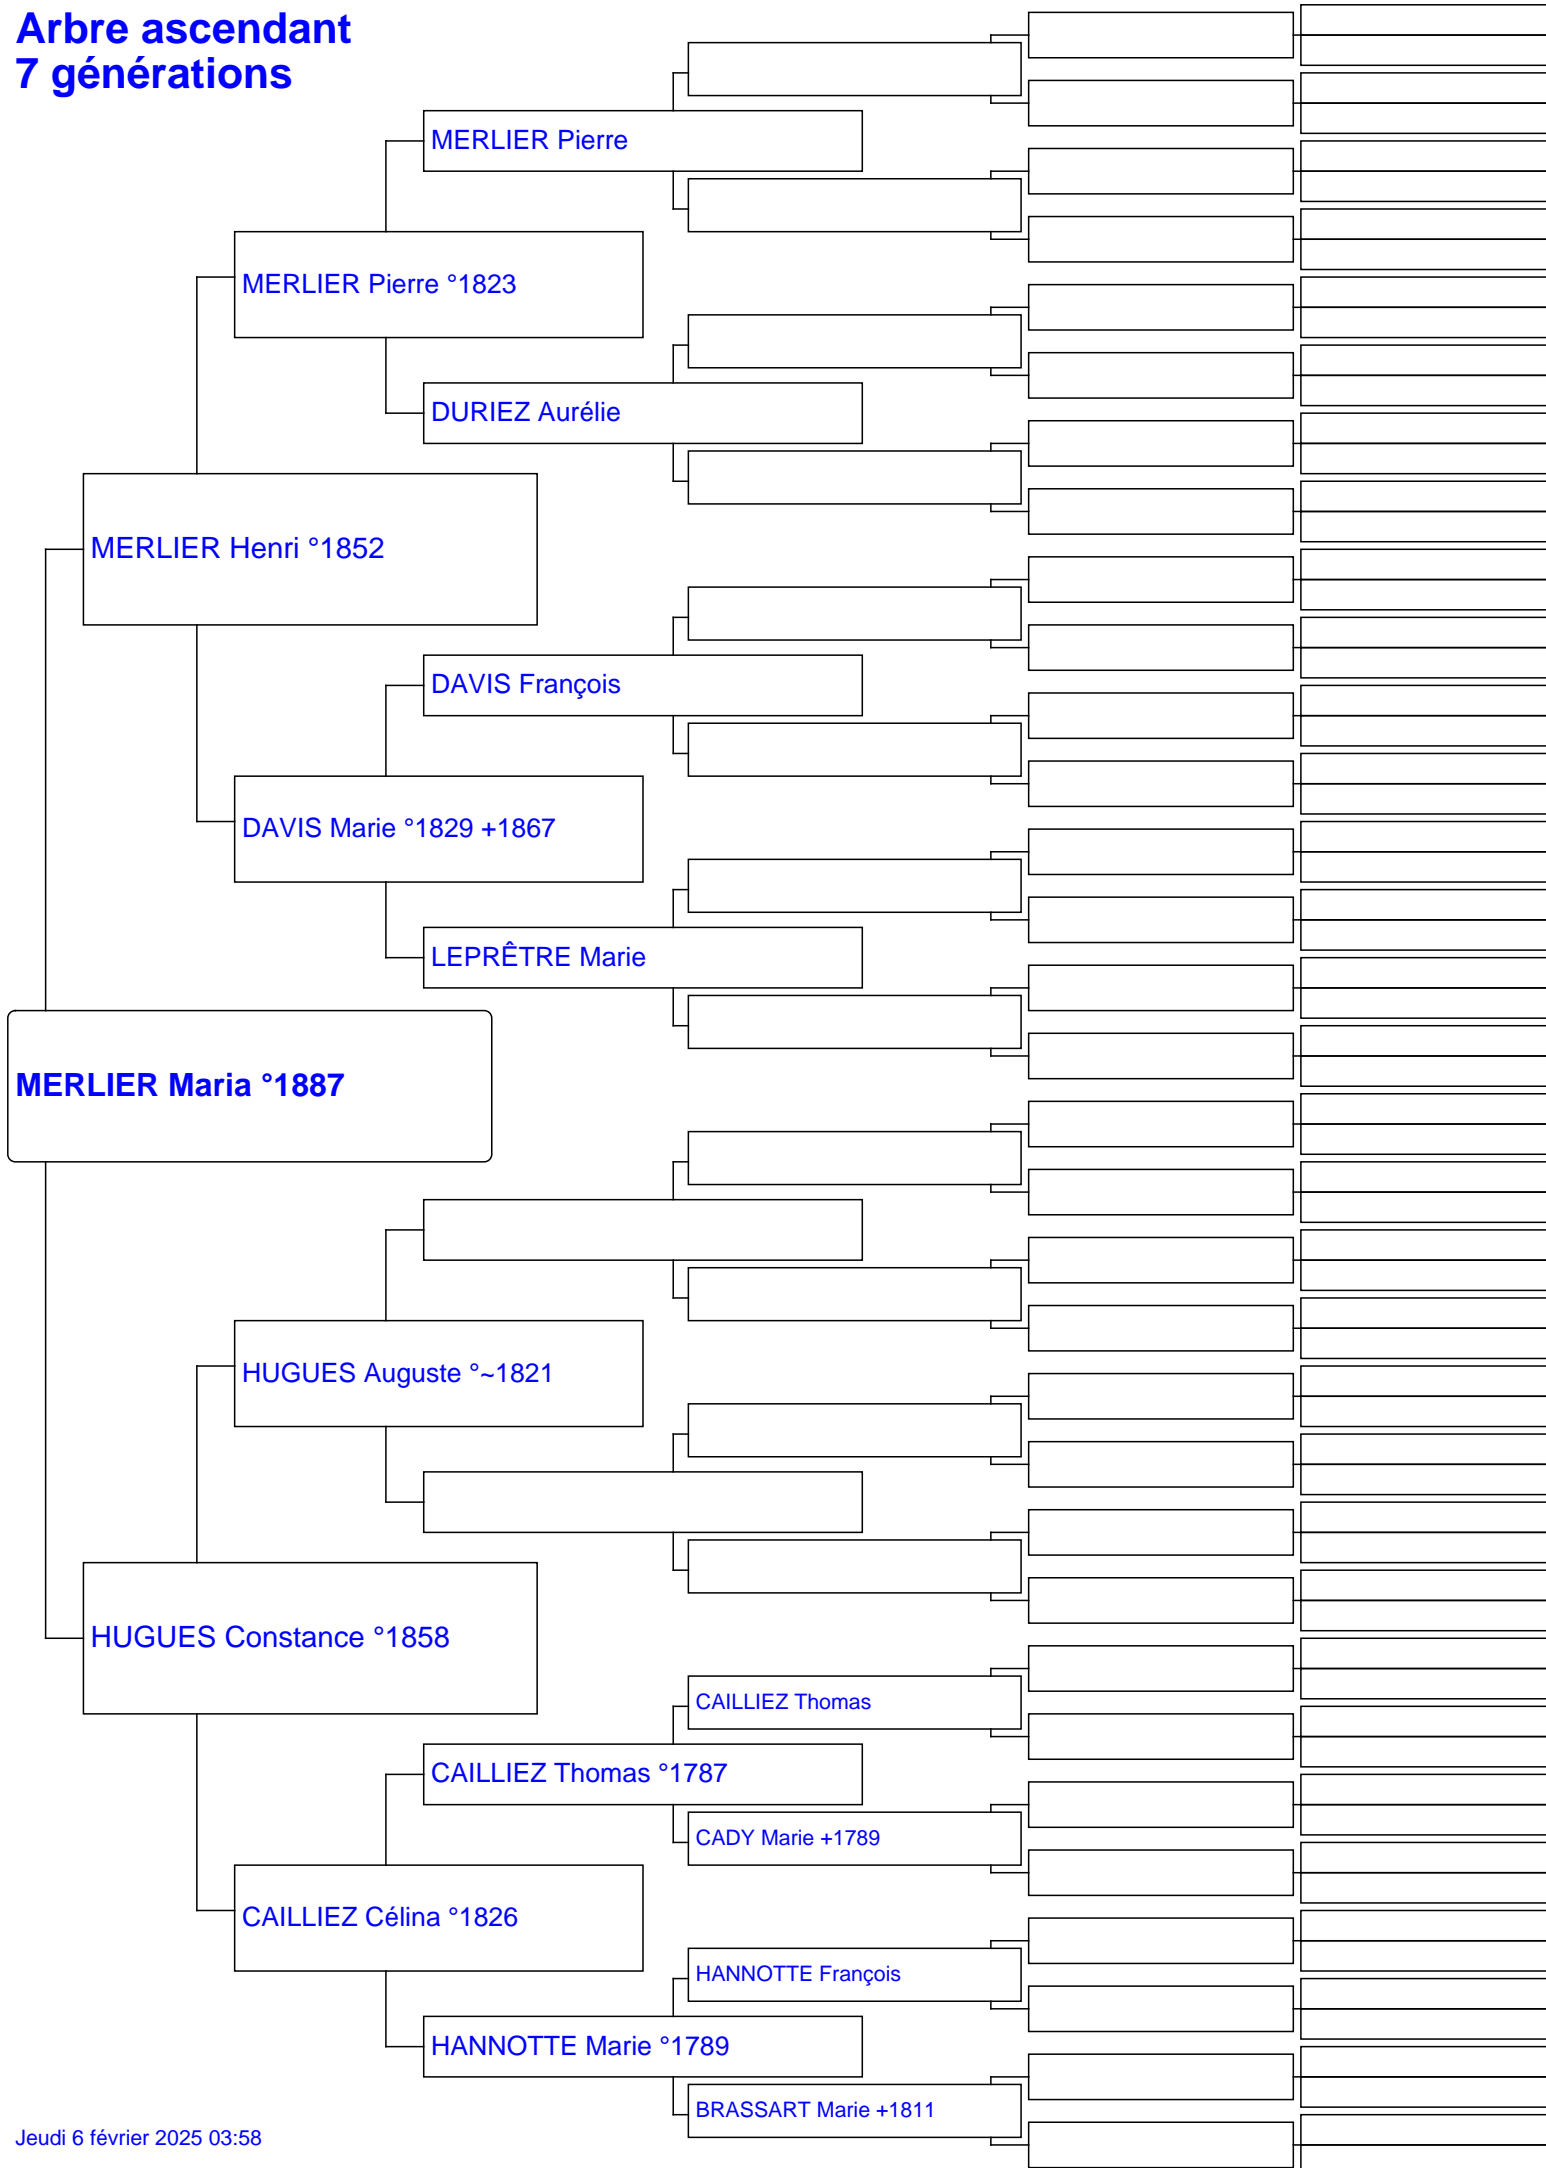 Arbre ascendant
7 générations
MERLIER Pierre
MERLIER Pierre °1823
DURIEZ Aurélie
MERLIER Henri °1852
DAVIS François
DAVIS Marie °1829 +1867
LEPRÊTRE Marie
MERLIER Maria °1887
HUGUES Auguste °~1821
HUGUES Constance °1858
CAILLIEZ Thomas
CAILLIEZ Thomas °1787
CADY Marie +1789
CAILLIEZ Célina °1826
HANNOTTE François
HANNOTTE Marie °1789
BRASSART Marie +1811
Jeudi 6 février 2025 03:58